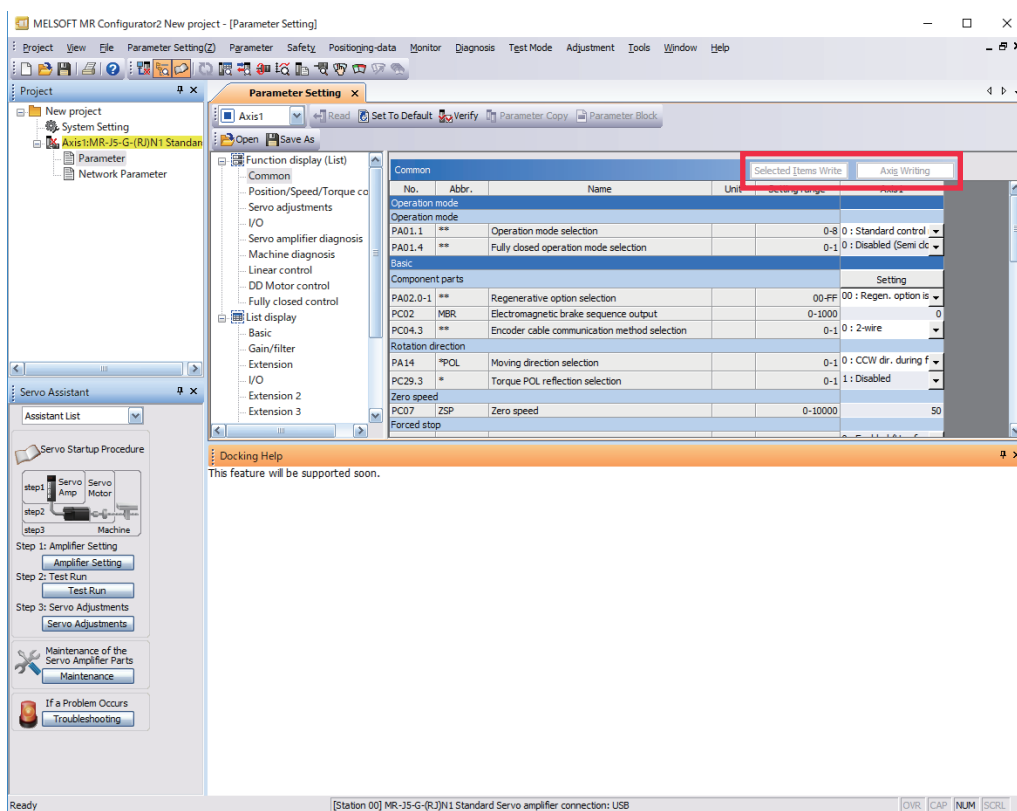 MELSOFT MR Configurator2 New project - [Parameter Setting]
Project View File Parameter Setting(Z) Parameter Safety Positioning-data Monitor Diagnosis Test Mode Adjustment Tools Window Help
Project
New project
System Setting
Axis1:MR-J5-G-(RJ)N1 Standar
Parameter
Network Parameter
Servo Assistant
Assistant List
Servo Startup Procedure
step1
Servo Amp
Servo Motor
step2
step3
Machine
Step 1: Amplifier Setting
Amplifier Setting
Step 2: Test Run
Test Run
Step 3: Servo Adjustments
Servo Adjustments
Maintenance of the
Servo Amplifier Parts
Maintenance
If a Problem Occurs
Troubleshooting
Parameter Setting
Axis1 Read Set To Default Verify Parameter Copy Parameter Block
Open Save As
Function display (List)
Common
Position/Speed/Torque co
Servo adjustments
I/O
Servo amplifier diagnosis
Machine diagnosis
Linear control
DD Motor control
Fully closed control
List display
Basic
Gain/filter
Extension
I/O
Extension 2
Extension 3
Common Selected Items Write Axis Writing
No. Abbr. Name Unit Setting range Axis1
Operation mode
Operation mode
PA01.1 ** Operation mode selection 0-8 0 : Standard control
PA01.4 ** Fully closed operation mode selection 0-1 0 : Disabled (Semi clc
Basic
Component parts Setting
PA02.0-1 ** Regenerative option selection 00-FF 00 : Regen. option is
PC02 MBR Electromagnetic brake sequence output 0-1000 0
PC04.3 ** Encoder cable communication method selection 0-1 0 : 2-wire
Rotation direction
PA14 *POL Moving direction selection 0-1 0 : CCW dir. during f
PC29.3 * Torque POL reflection selection 0-1 1 : Disabled
Zero speed
PC07 ZSP Zero speed 0-10000 50
Forced stop
Docking Help
This feature will be supported soon.
Ready [Station 00] MR-J5-G-(RJ)N1 Standard Servo amplifier connection: USB OVR CAP NUM SCRL